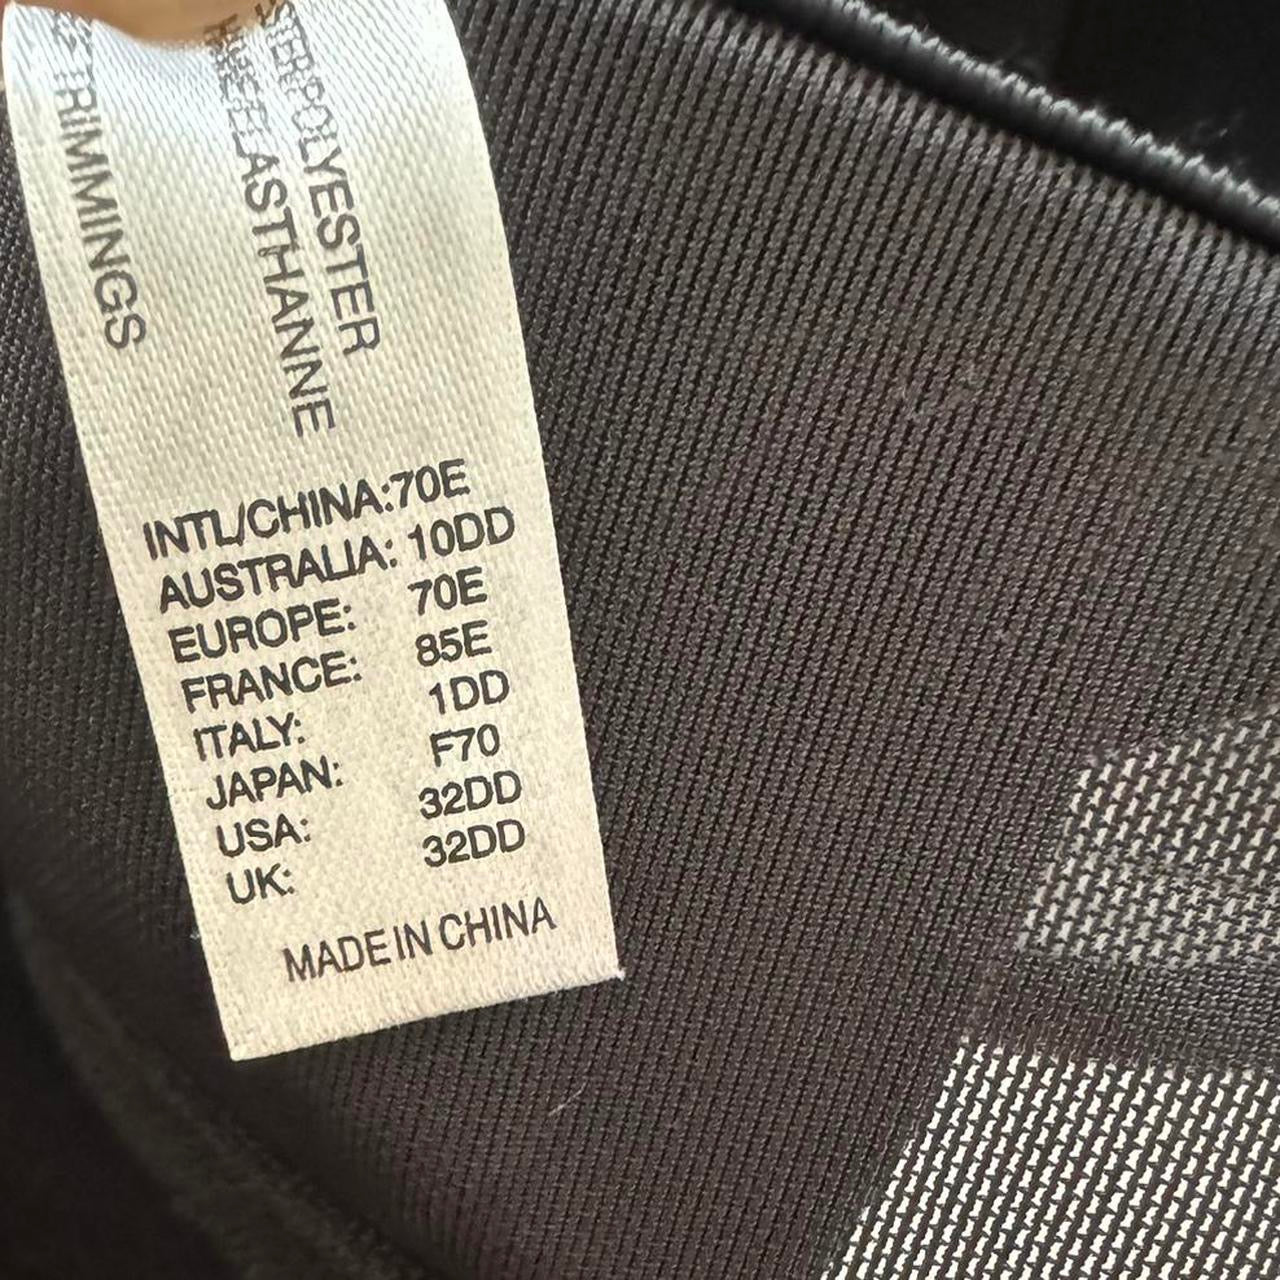 POLYESTER
ELASTHANNE
TRIMMINGS
INTL/CHINA:70E
AUSTRALIA: 10DD
EUROPE: 70E
FRANCE: 85E
ITALY: 1DD
JAPAN: F70
USA: 32DD
UK: 32DD
MADE IN CHINA